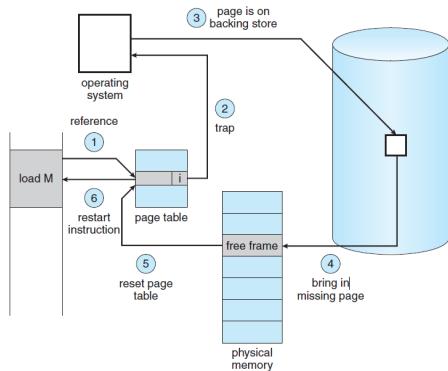 3
page is on
backing store
operating
system
2
trap
reference
1
load M
i
6
restart
instruction
page table
free frame
5
reset page
table
4
bring in
missing page
physical
memory